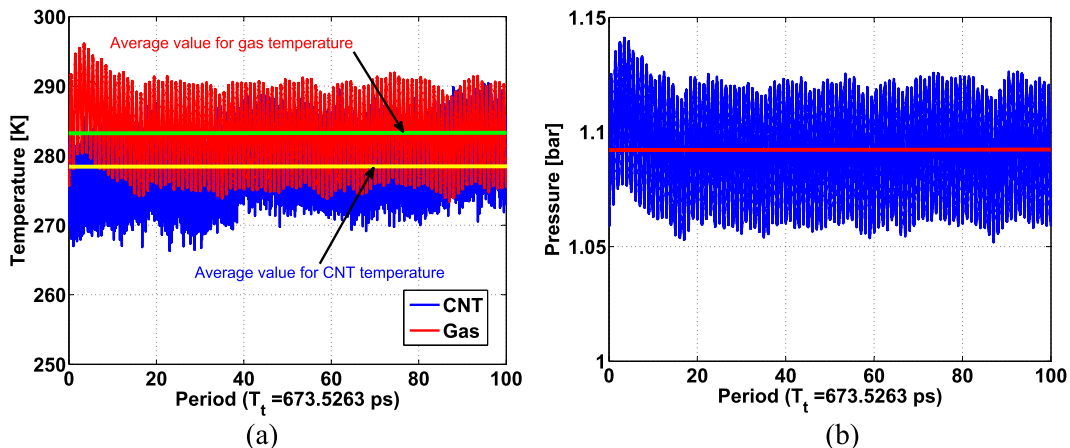 300
290
280
270
260
250
Temperature [K]
Average value for gas temperature
Average value for CNT temperature
CNT
Gas
0 20 40 60 80 100
Period (T_t =673.5263 ps)
(a)
1.15
1.1
1.05
1
Pressure [bar]
0 20 40 60 80 100
Period (T_t =673.5263 ps)
(b)